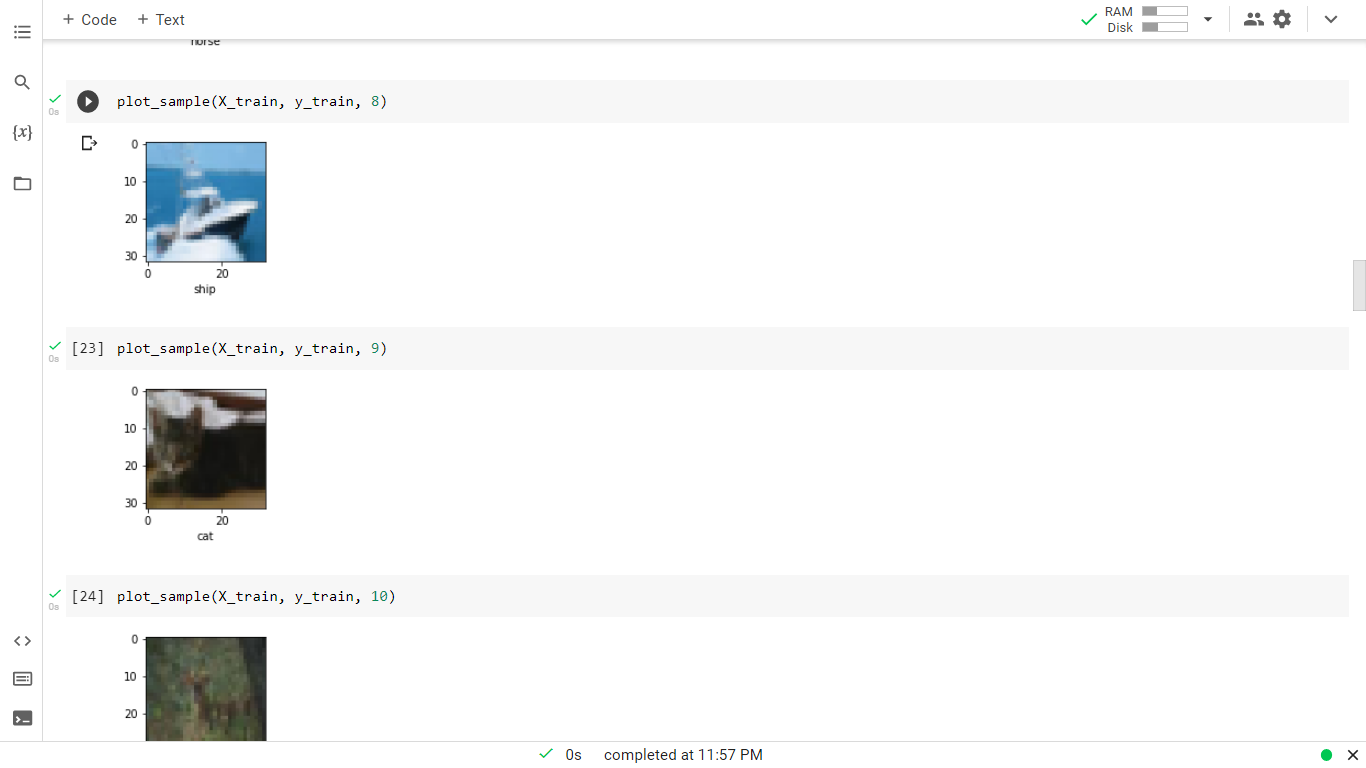 + Code + Text
RAM
Disk
horse
plot_sample(X_train, y_train, 8)
0s
{x}
0
10
20
30
0 20
ship
[23] plot_sample(X_train, y_train, 9)
0s
0
10
20
30
0 20
cat
[24] plot_sample(X_train, y_train, 10)
0s
0
10
20
0s completed at 11:57 PM